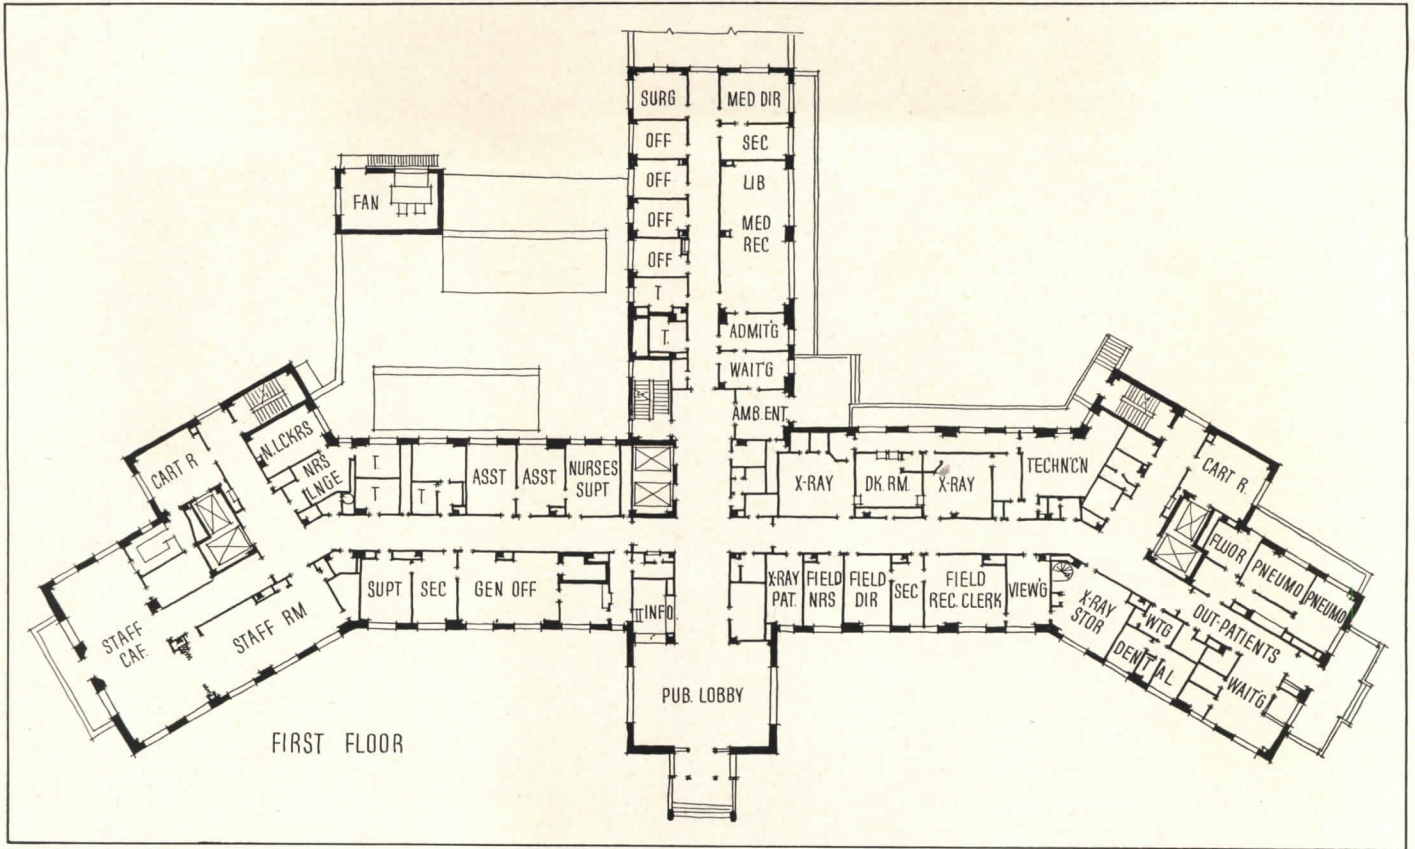 SURG
MED DIR
OFF
SEC
OFF
LIB
OFF
MED
REC
OFF
T
T.
ADMIT'G
WAIT'G
AMB. ENT.
FAN
N. LCKRS
NRS
LNGE
CART R
T.
T
T
ASST
ASST
NURSES
SUPT
X-RAY
DK. RM.
X-RAY
TECHN'CN
CART R.
FLUOR
PNEUMO
PNEUMO
OUT-PATIENTS
WAIT'G
STAFF
CAF.
STAFF RM
SUPT
SEC
GEN OFF
INFO
X-RAY
PAT.
FIELD
NRS
FIELD
DIR
SEC
FIELD
REC. CLERK
VIEW'G
X-RAY
STOR
WTG
DENTAL
PUB. LOBBY
FIRST FLOOR